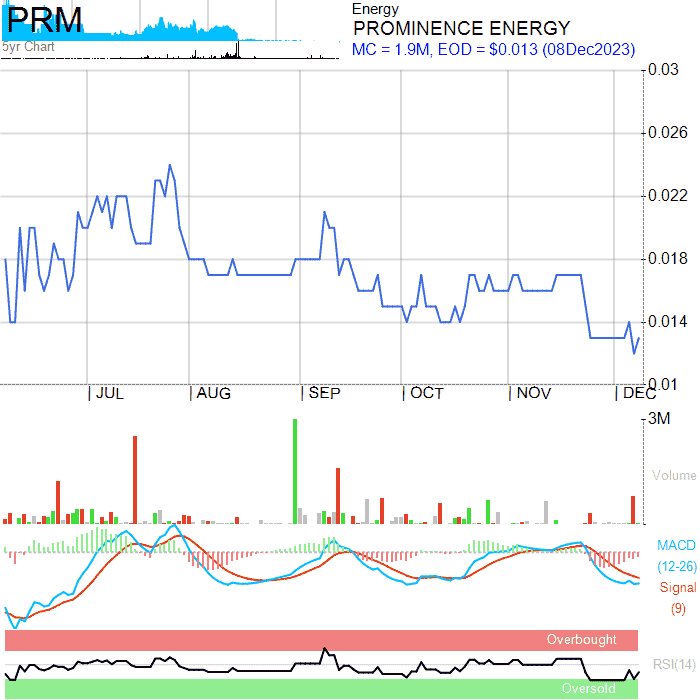 PRM
5yr Chart
Energy
PROMINENCE ENERGY
MC = 1.9M, EOD = $0.013 (08Dec2023)
0.03
0.026
0.022
0.018
0.014
0.01
JUL AUG SEP OCT NOV DEC
3M
Volume
MACD
(12-26)
Signal
(9)
Overbought
RSI(14)
Oversold